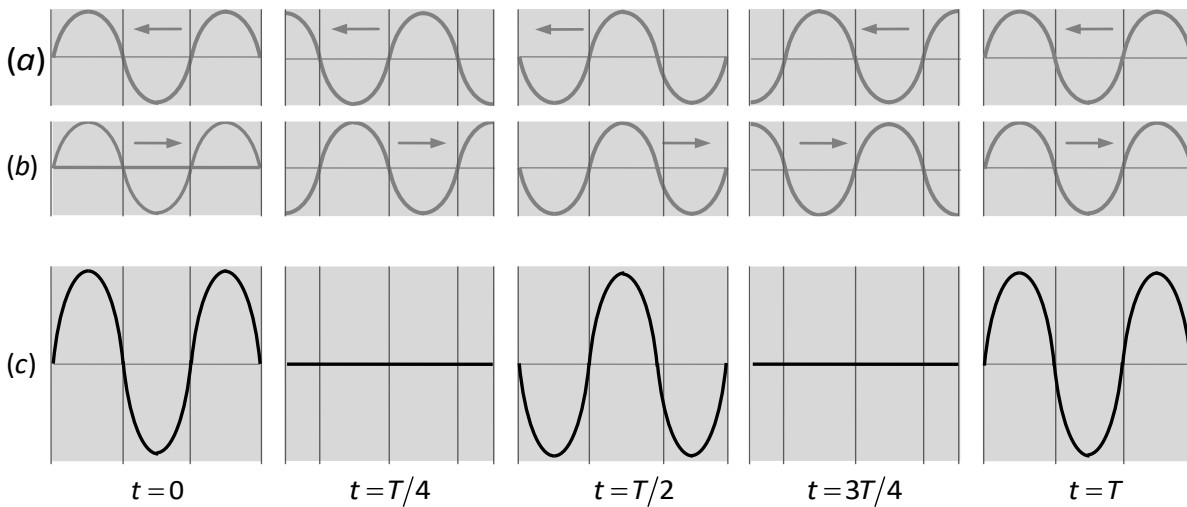 (a)
(b)
(c)
t = 0
t = T/4
t = T/2
t = 3T/4
t = T